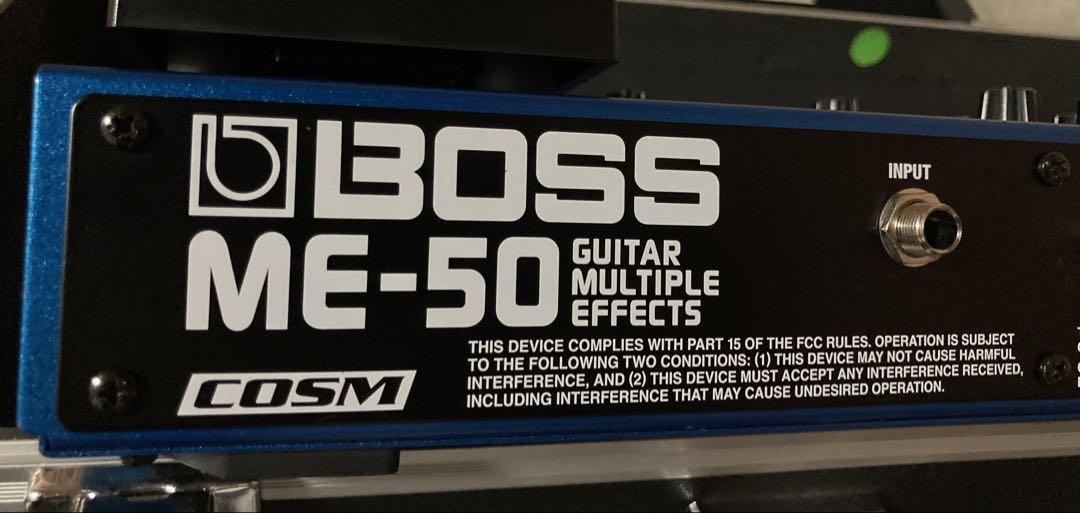 BOSS
INPUT
ME-50 GUITAR
MULTIPLE
EFFECTS
THIS DEVICE COMPLIES WITH PART 15 OF THE FCC RULES. OPERATION IS SUBJECT
TO THE FOLLOWING TWO CONDITIONS: (1) THIS DEVICE MAY NOT CAUSE HARMFUL
INTERFERENCE, AND (2) THIS DEVICE MUST ACCEPT ANY INTERFERENCE RECEIVED,
INCLUDING INTERFERENCE THAT MAY CAUSE UNDESIRED OPERATION.
COSM